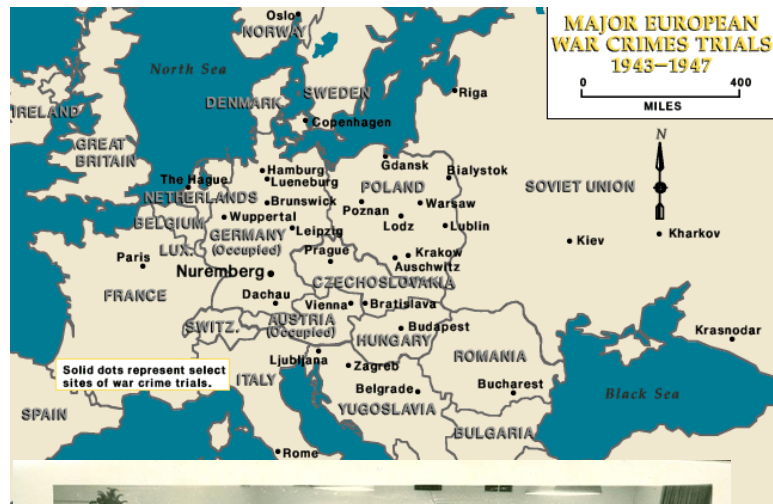 MAJOR EUROPEAN
WAR CRIMES TRIALS
1943–1947
0 400
MILES
N
Oslo
NORWAY
North Sea
SWEDEN
DENMARK
Riga
Copenhagen
IRELAND
GREAT
BRITAIN
Gdansk
Hamburg
Lueneburg
Bialystok
The Hague
NETHERLANDS
POLAND
SOVIET UNION
Brunswick
Poznan
Warsaw
BELGIUM
Wuppertal
Lodz
Lublin
GERMANY
(Occupied)
Leipzig
Kiev
Kharkov
LUX.
Prague
Krakow
Auschwitz
Paris
Nuremberg
CZECHOSLOVAKIA
FRANCE
Dachau
Vienna
Bratislava
AUSTRIA
(Occupied)
SWITZ.
Budapest
HUNGARY
Krasnodar
Ljubljana
ROMANIA
Solid dots represent select
sites of war crime trials.
Zagreb
ITALY
Belgrade
Bucharest
Black Sea
YUGOSLAVIA
SPAIN
BULGARIA
Rome